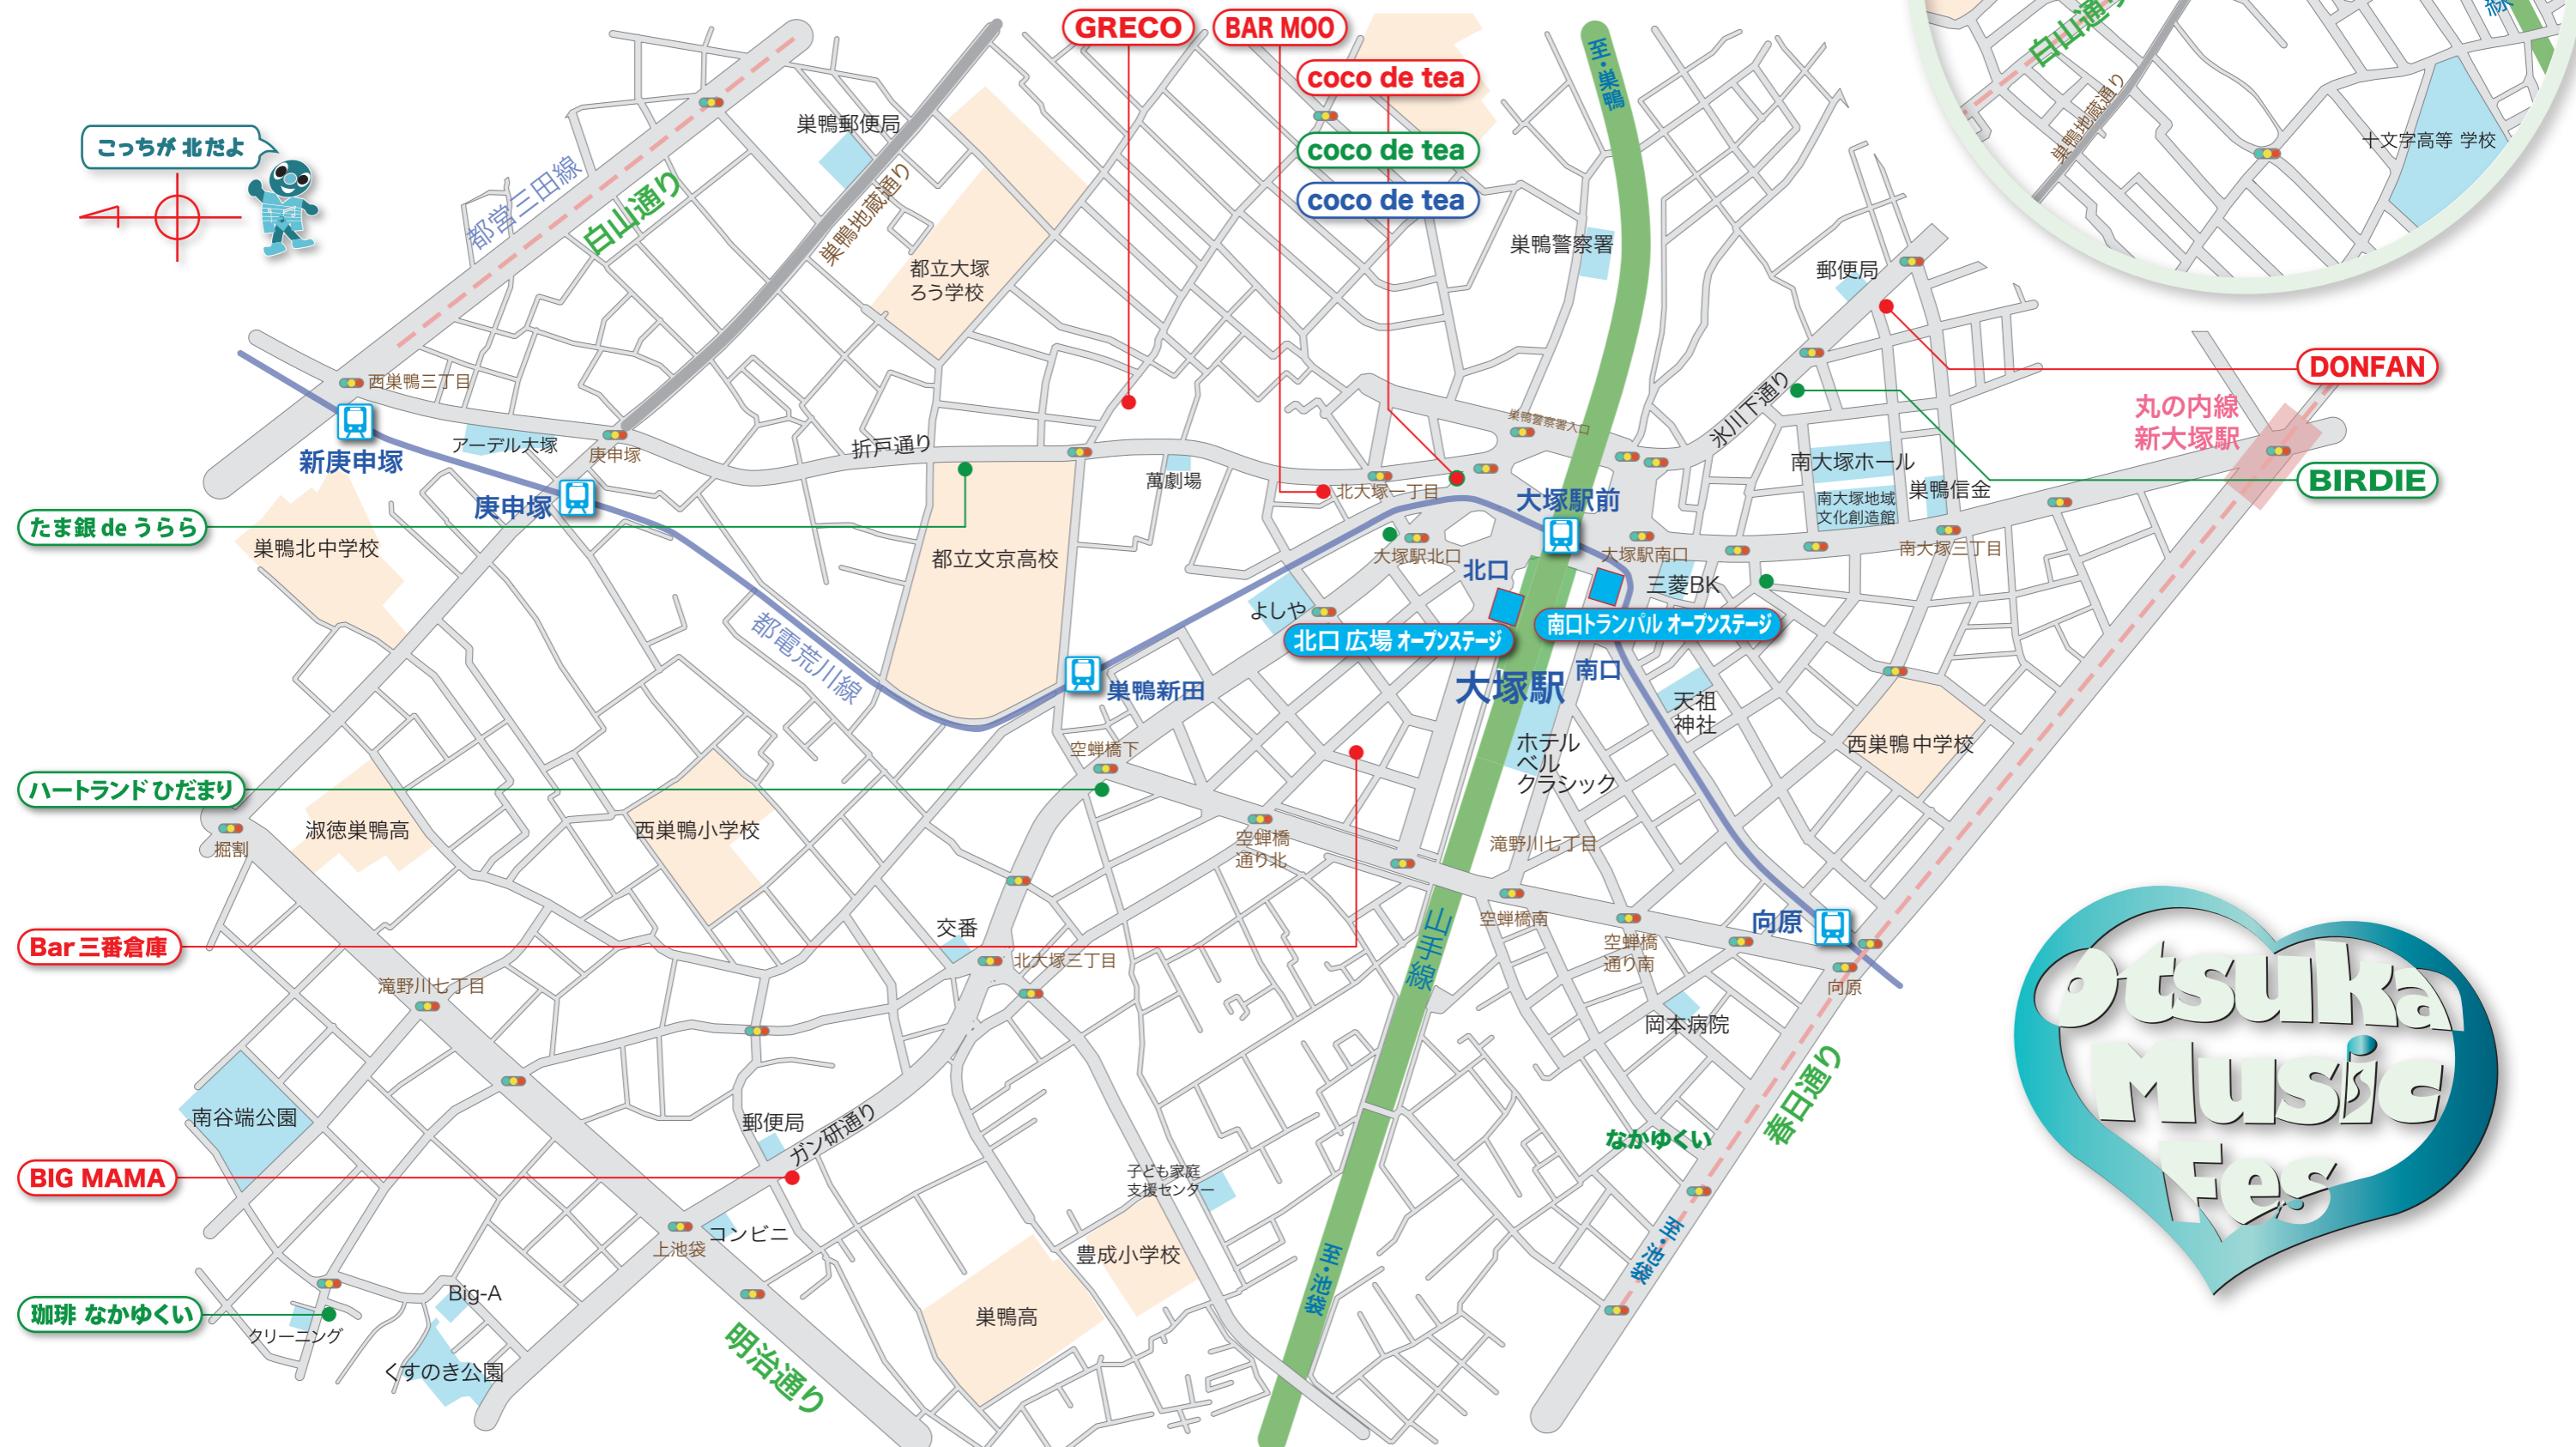 GRECO
BAR MOO
coco de tea
coco de tea
coco de tea
至・巣鴨
白山通り
巣鴨地蔵通り
十文字高等 学校
線
こっちが 北だよ
都営三田線
白山通り
巣鴨郵便局
巣鴨地蔵通り
都立大塚
ろう学校
巣鴨警察署
郵便局
DONFAN
丸の内線
新大塚駅
BIRDIE
西巣鴨三丁目
新庚申塚
アーデル大塚
庚申塚
庚申塚
折戸通り
萬劇場
巣鴨警察署入口
氷川下通り
北大塚一丁目
大塚駅前
南大塚ホール
南大塚地域
文化創造館
巣鴨信金
南大塚三丁目
たま銀 de うらら
巣鴨北中学校
都立文京高校
大塚駅北口
北口
大塚駅南口
三菱BK
よしや
北口 広場 オープンステージ
南口トランパル オープンステージ
都電荒川線
巣鴨新田
大塚駅
南口
天祖
神社
西巣鴨中学校
ホテル
ベル
クラシック
空蝉橋下
ハートランド ひだまり
淑徳巣鴨高
西巣鴨小学校
掘割
空蝉橋
通り北
滝野川七丁目
空蝉橋南
空蝉橋
通り南
向原
向原
山手線
Bar 三番倉庫
交番
北大塚三丁目
滝野川七丁目
岡本病院
南谷端公園
郵便局
ガン研通り
春日通り
なかゆくい
子ども家庭
支援センター
BIG MAMA
コンビニ
上池袋
豊成小学校
至・池袋
至・池袋
Big-A
珈琲 なかゆくい
クリーニング
くすのき公園
巣鴨高
明治通り
otsuka
Music
Fes